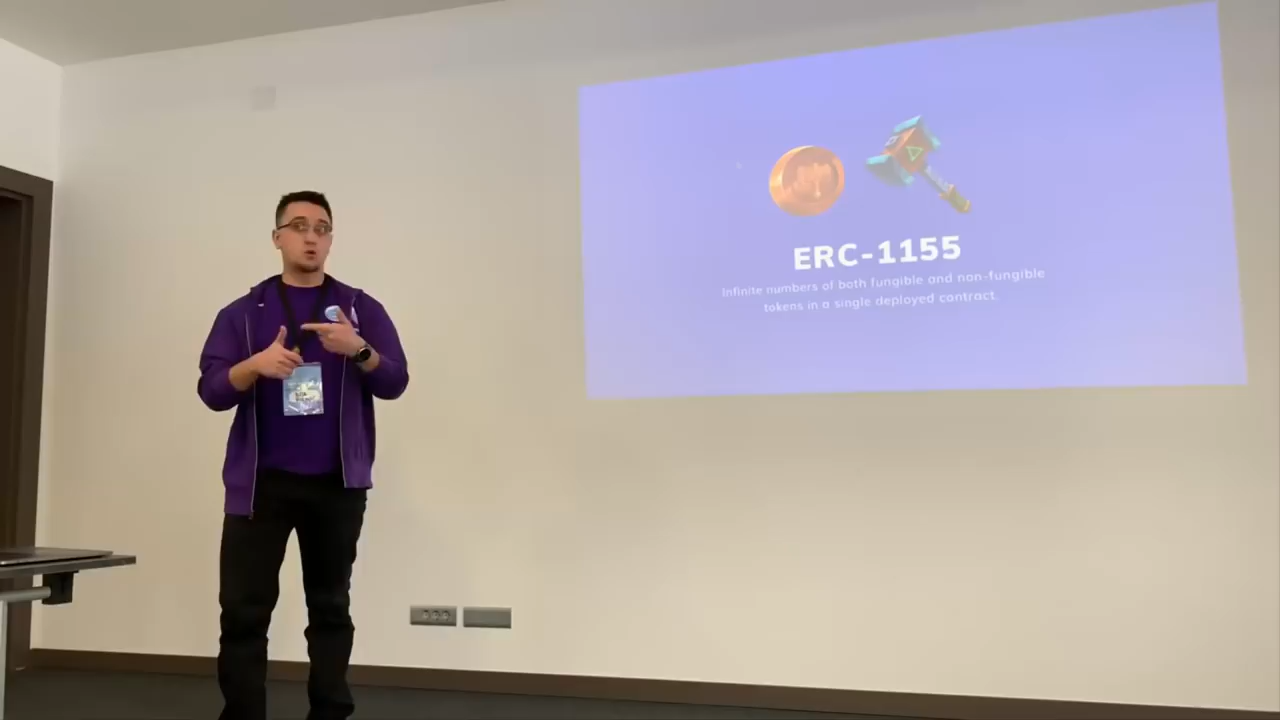 ERC-1155
Infinite numbers of both fungible and non-fungible
tokens in a single deployed contract.